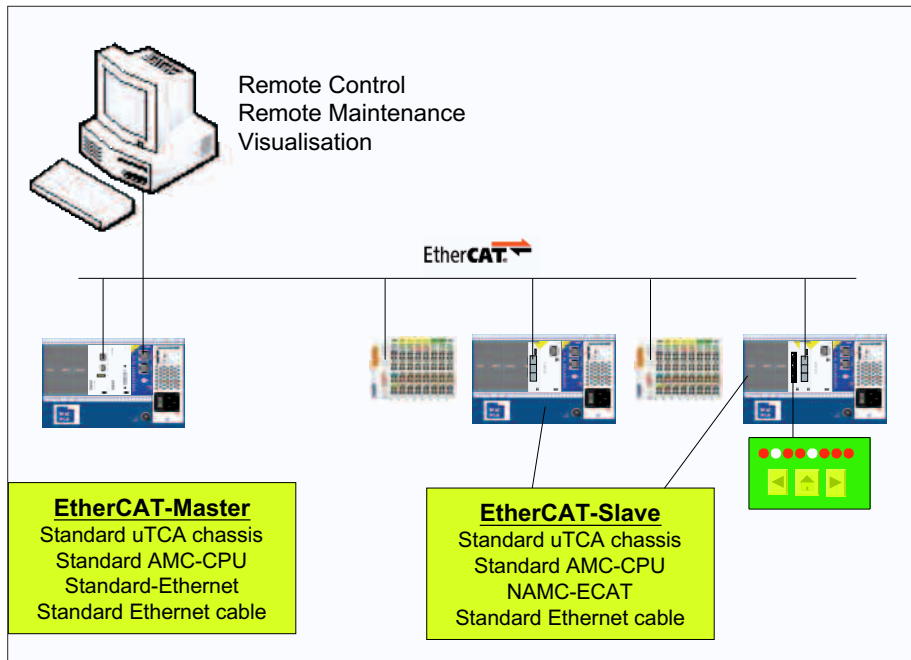 Remote Control
Remote Maintenance
Visualisation
EtherCAT®
EtherCAT-Master
Standard uTCA chassis
Standard AMC-CPU
Standard-Ethernet
Standard Ethernet cable
EtherCAT-Slave
Standard uTCA chassis
Standard AMC-CPU
NAMC-ECAT
Standard Ethernet cable